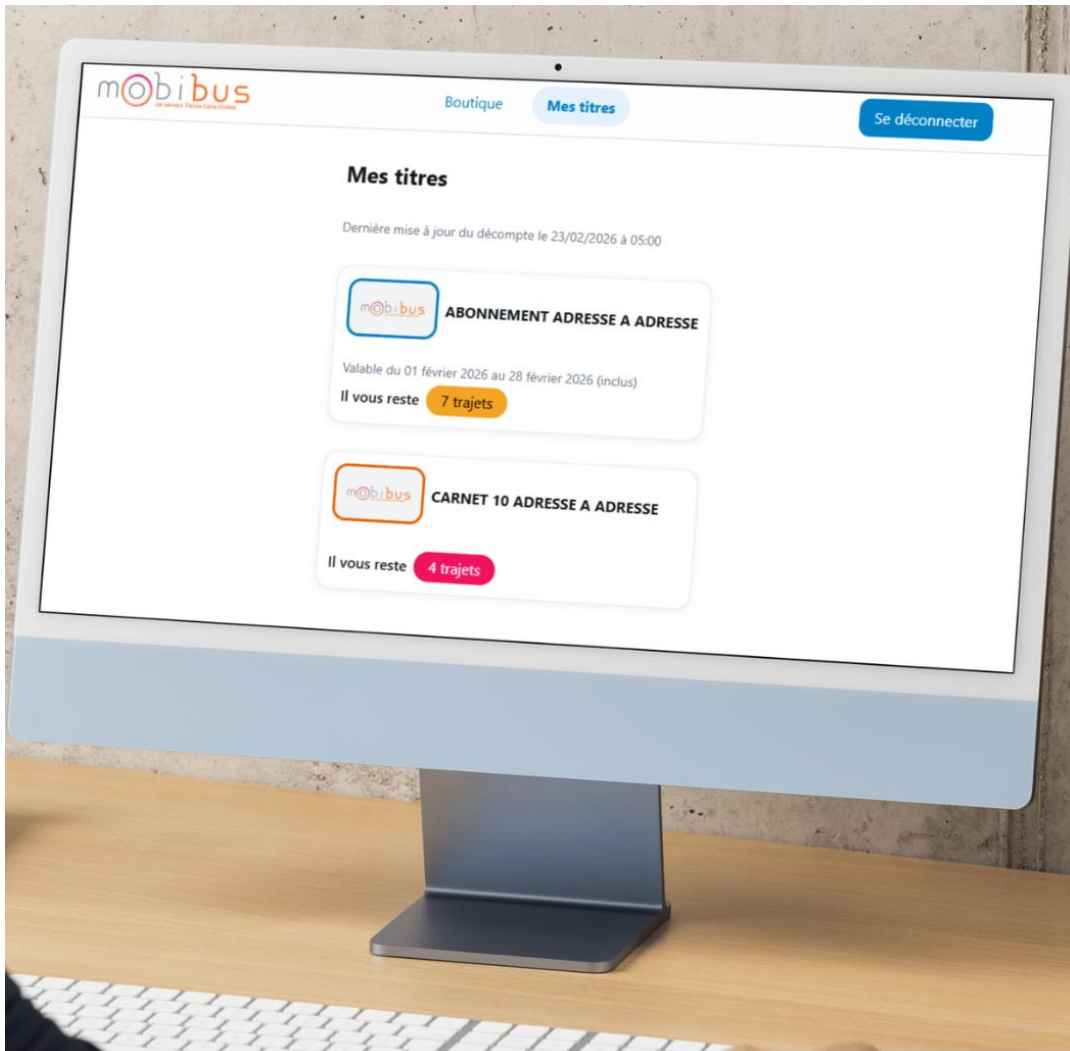 mobibus
Boutique
Mes titres
Se déconnecter
Mes titres
Dernière mise à jour du décompte le 23/02/2026 à 05:00
mobibus
ABONNEMENT ADRESSE A ADRESSE
Valable du 01 février 2026 au 28 février 2026 (inclus)
Il vous reste 7 trajets
mobibus
CARNET 10 ADRESSE A ADRESSE
Il vous reste 4 trajets